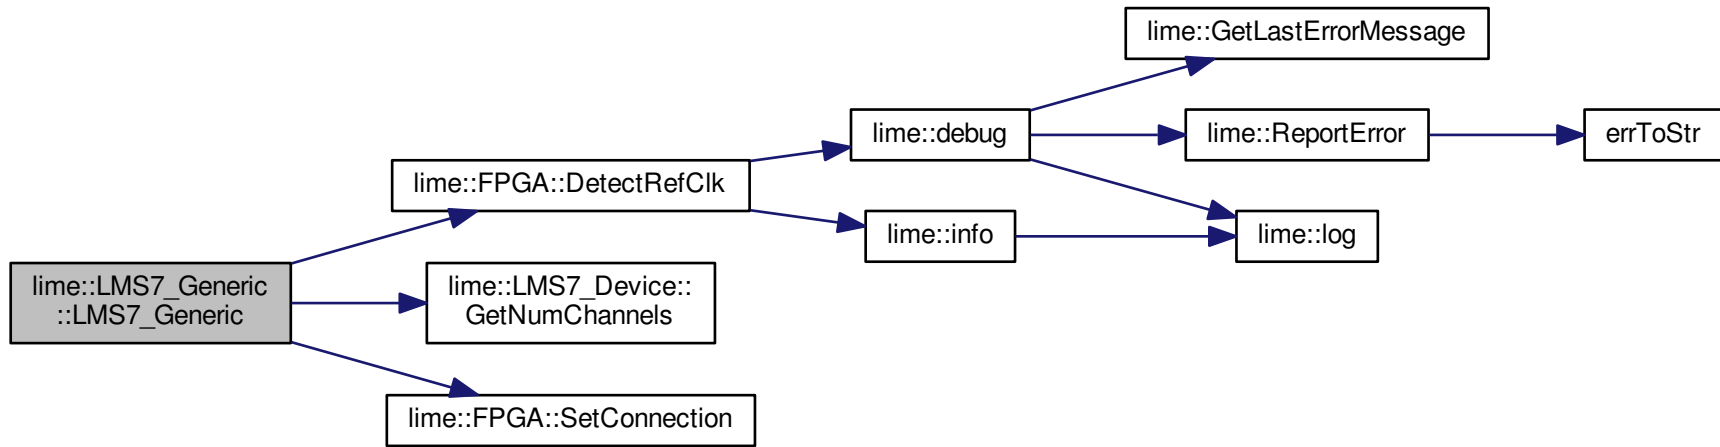 lime::LMS7_Generic
::LMS7_Generic
lime::FPGA::DetectRefClk
lime::LMS7_Device::
GetNumChannels
lime::FPGA::SetConnection
lime::debug
lime::info
lime::GetLastErrorMessage
lime::ReportError
lime::log
errToStr